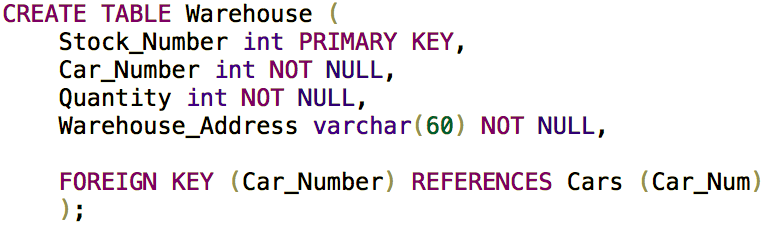 CREATE TABLE Warehouse (
Stock_Number int PRIMARY KEY,
Car_Number int NOT NULL,
Quantity int NOT NULL,
Warehouse_Address varchar(60) NOT NULL,
FOREIGN KEY (Car_Number) REFERENCES Cars (Car_Num)
);